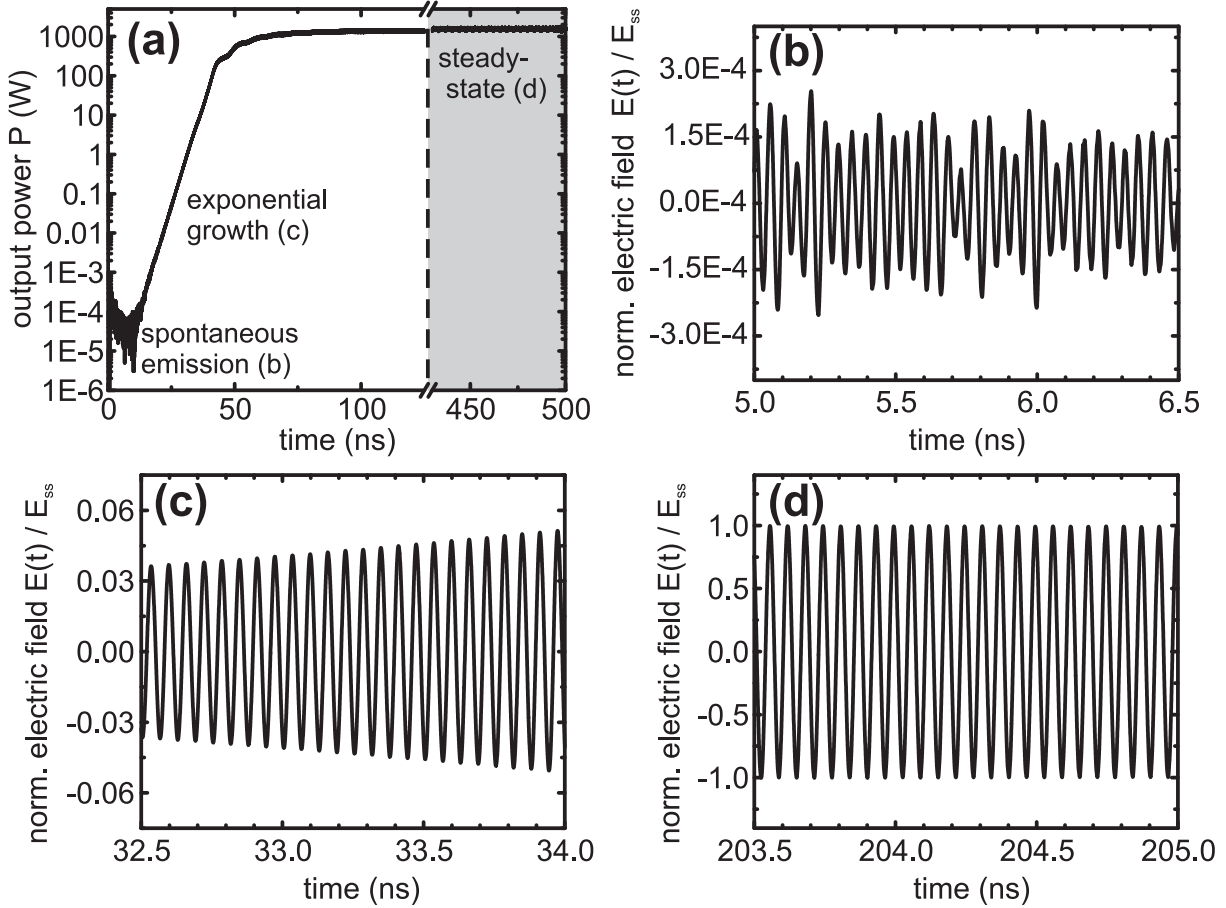 (a)
output power P (W)
1000
100
10
1
0.1
0.01
1E-3
1E-4
1E-5
1E-6
steady-
state (d)
exponential
growth (c)
spontaneous
emission (b)
0 50 100 450 500
time (ns)
(b)
norm. electric field E(t) / Ess
3.0E-4
1.5E-4
0.0E-4
-1.5E-4
-3.0E-4
5.0 5.5 6.0 6.5
time (ns)
(c)
norm. electric field E(t) / Ess
0.06
0.03
0.00
-0.03
-0.06
32.5 33.0 33.5 34.0
time (ns)
(d)
norm. electric field E(t) / Ess
1.0
0.5
0.0
-0.5
-1.0
203.5 204.0 204.5 205.0
time (ns)